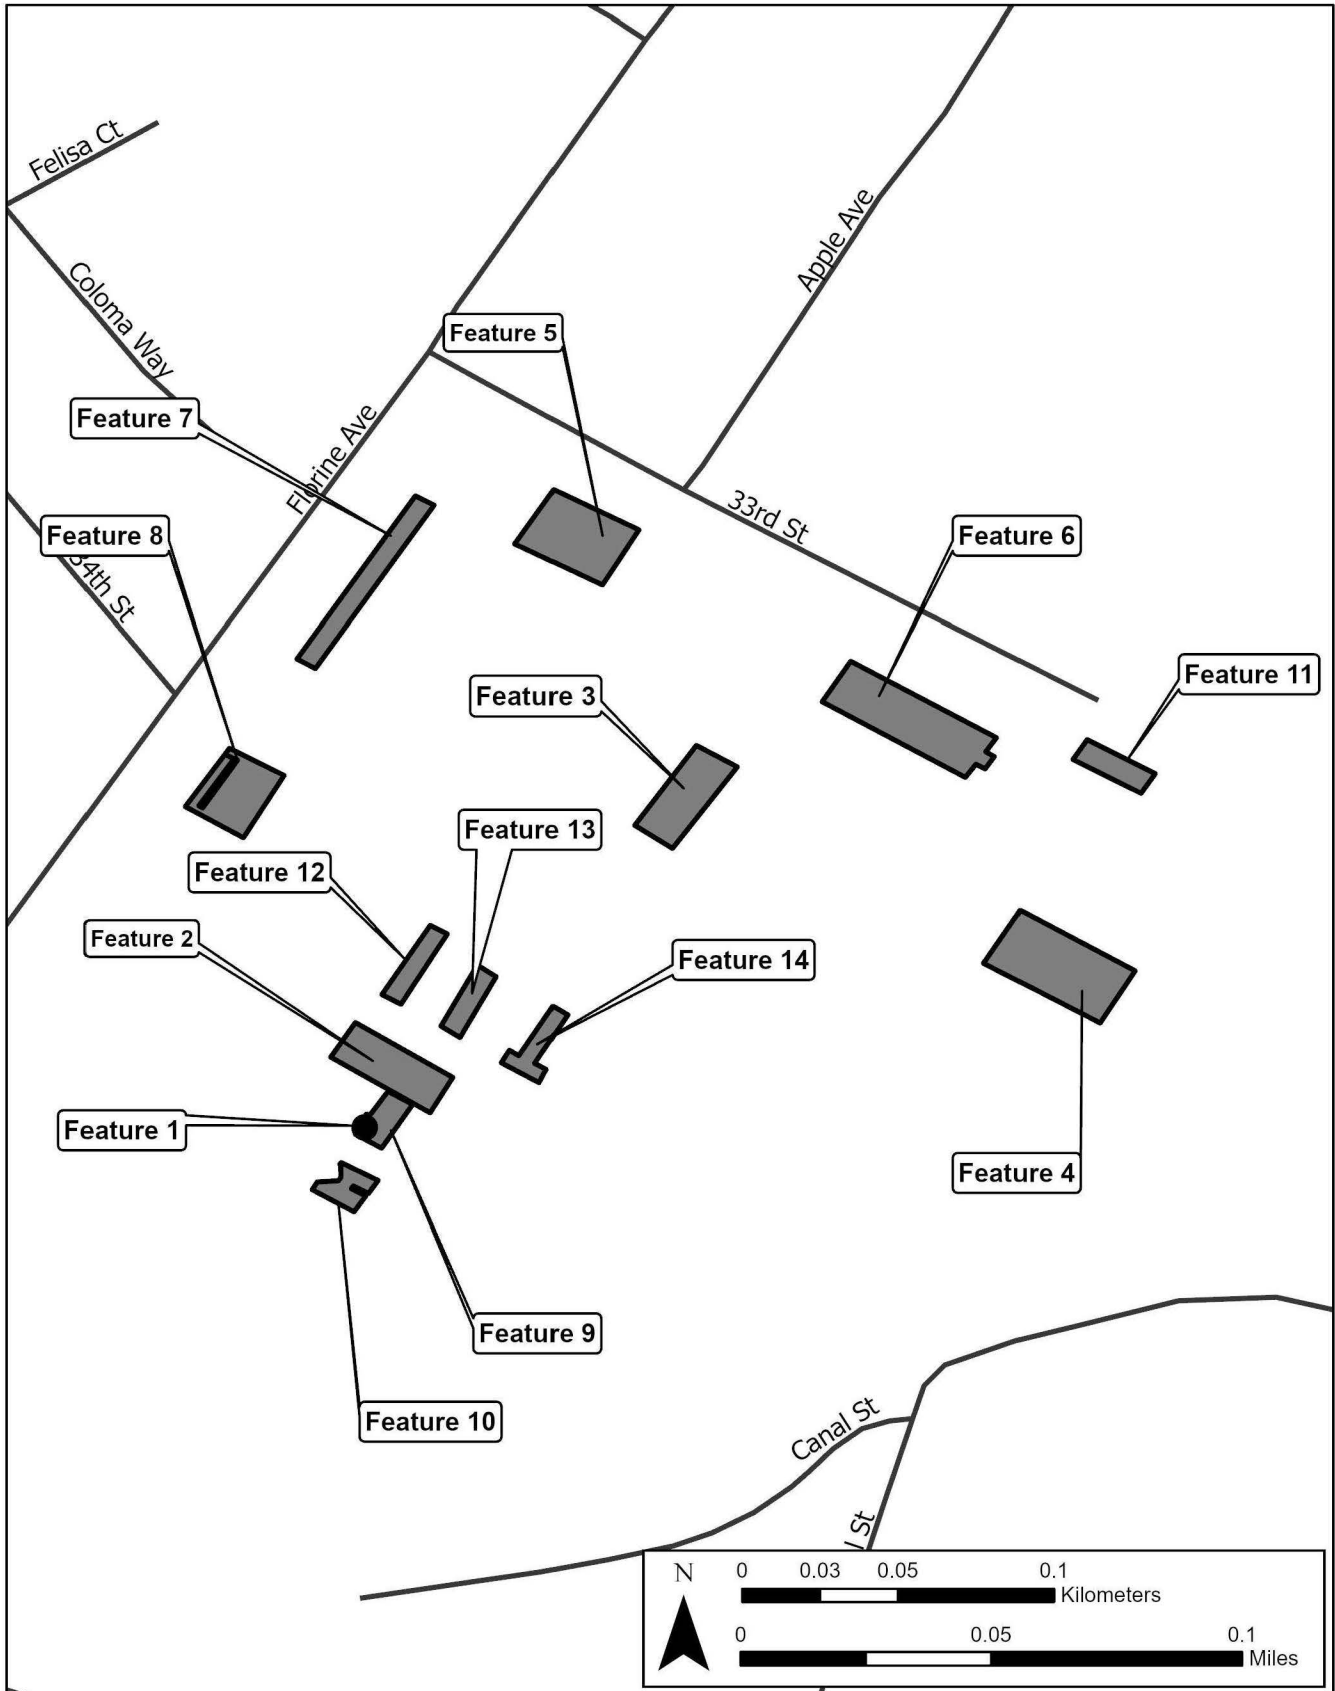 Felisa Ct
Apple Ave
Coloma Way
Feature 5
Feature 7
Florine Ave
33rd St
Feature 8
Feature 6
34th St
Feature 11
Feature 3
Feature 13
Feature 12
Feature 2
Feature 14
Feature 1
Feature 4
Feature 9
Feature 10
Canal St
I St
N
0 0.03 0.05 0.1
Kilometers
0 0.05 0.1
Miles